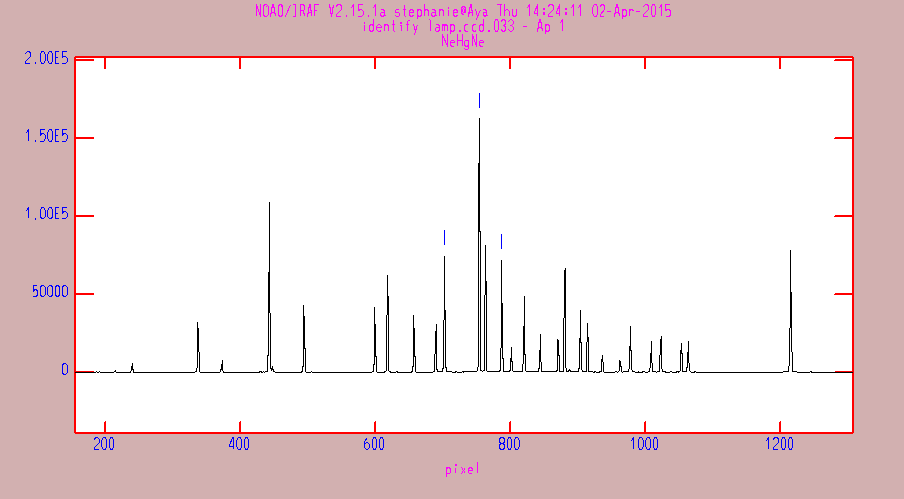 NOAO/IRAF V2.15.1a stephanie@Aya Thu 14:24:11 02-Apr-2015
identify lamp.ccd.033 - Ap 1
NeHgNe
2.00E5
1.50E5
1.00E5
50000
0
200 400 600 800 1000 1200
pixel